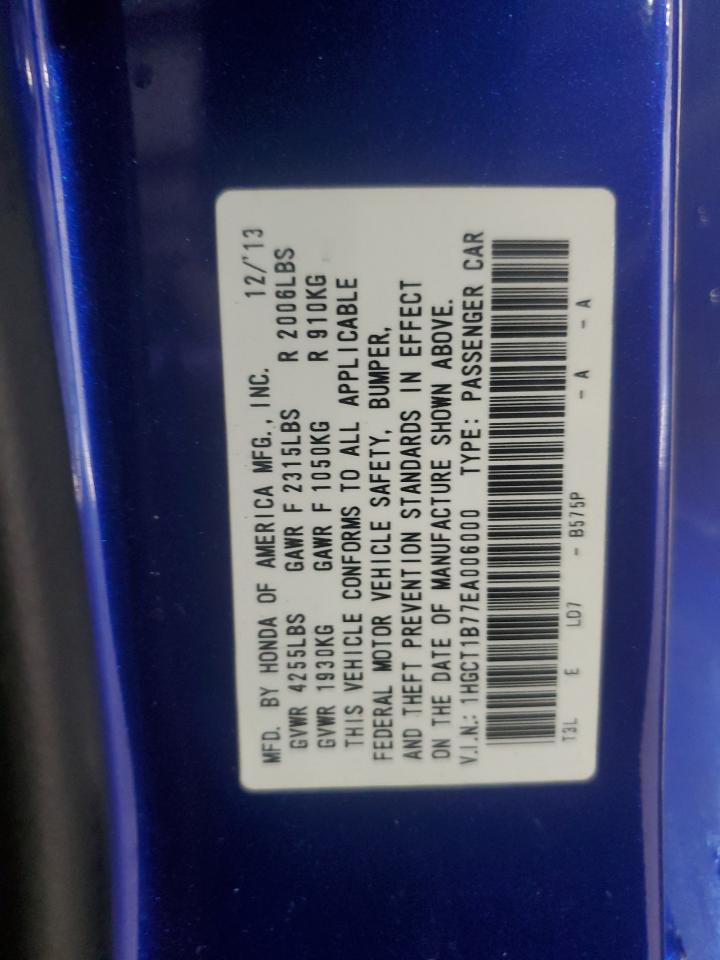 MFD. BY HONDA OF AMERICA MFG., INC. 12/'13
GVWR 4255LBS GAWR F 2315LBS R 2006LBS
GVWR 1930KG GAWR F 1050KG R 910KG
THIS VEHICLE CONFORMS TO ALL APPLICABLE
FEDERAL MOTOR VEHICLE SAFETY, BUMPER,
AND THEFT PREVENTION STANDARDS IN EFFECT
ON THE DATE OF MANUFACTURE SHOWN ABOVE.
V.I.N.: 1HGCT1B77EA006000 TYPE: PASSENGER CAR
T3L E L07 - B575P - A - A